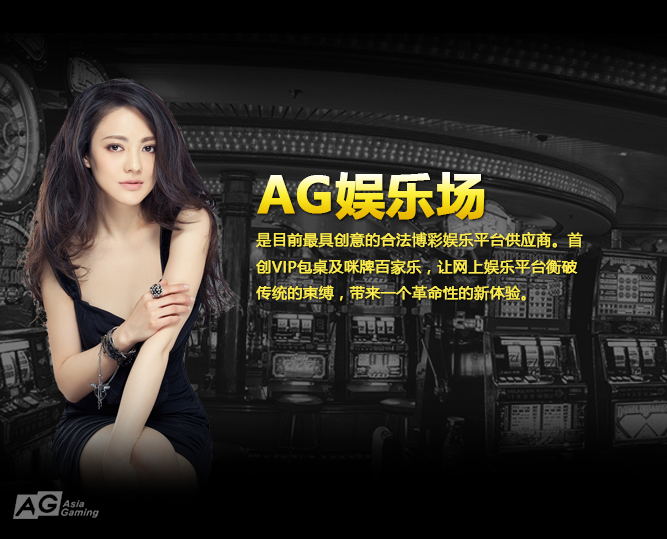 AG娱乐场
是目前最具创意的合法博彩娱乐平台供应商。首
创VIP包桌及咪牌百家乐，让网上娱乐平台衡破
传统的束缚，带来一个革命性的新体验。
AG Asia
Gaming